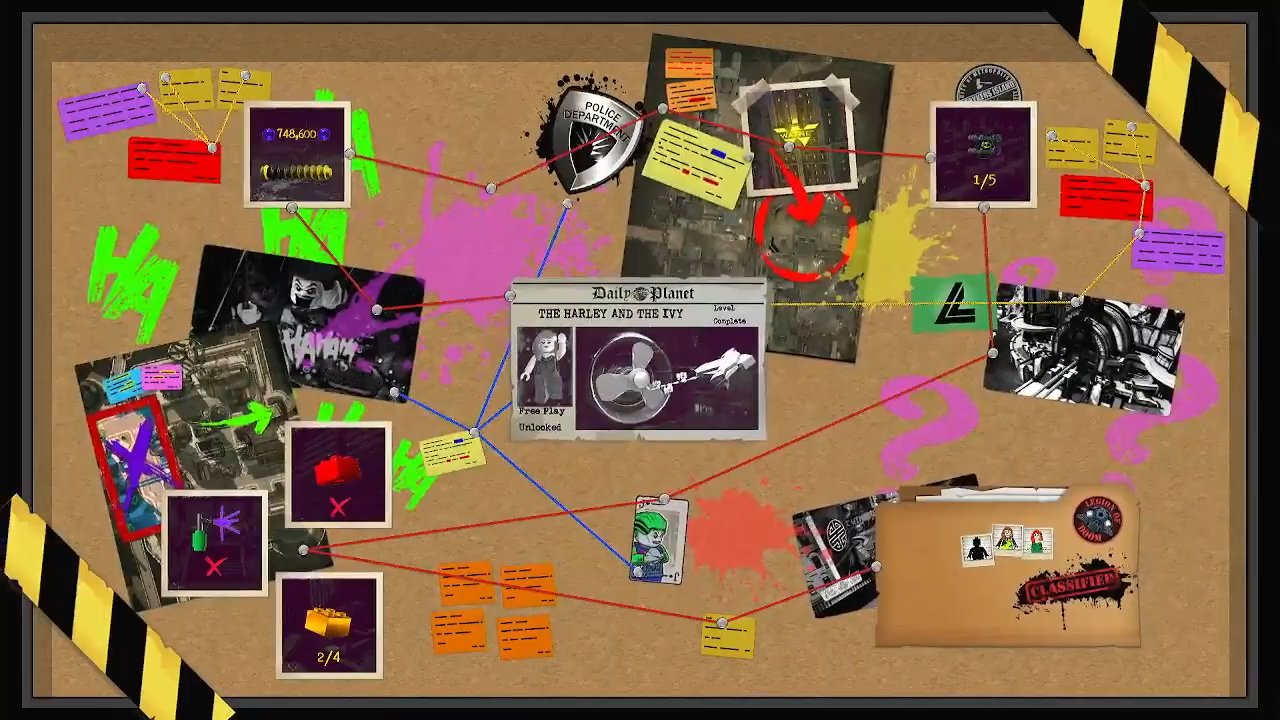 748,600
POLICE
DEPARTMENT
WAYNE
1/5
HA
HAHAHA
Daily Planet
THE HARLEY AND THE IVY
Level
Complete
Free Play
Unlocked
2/4
LEGION OF
DOOM
CLASSIFIED